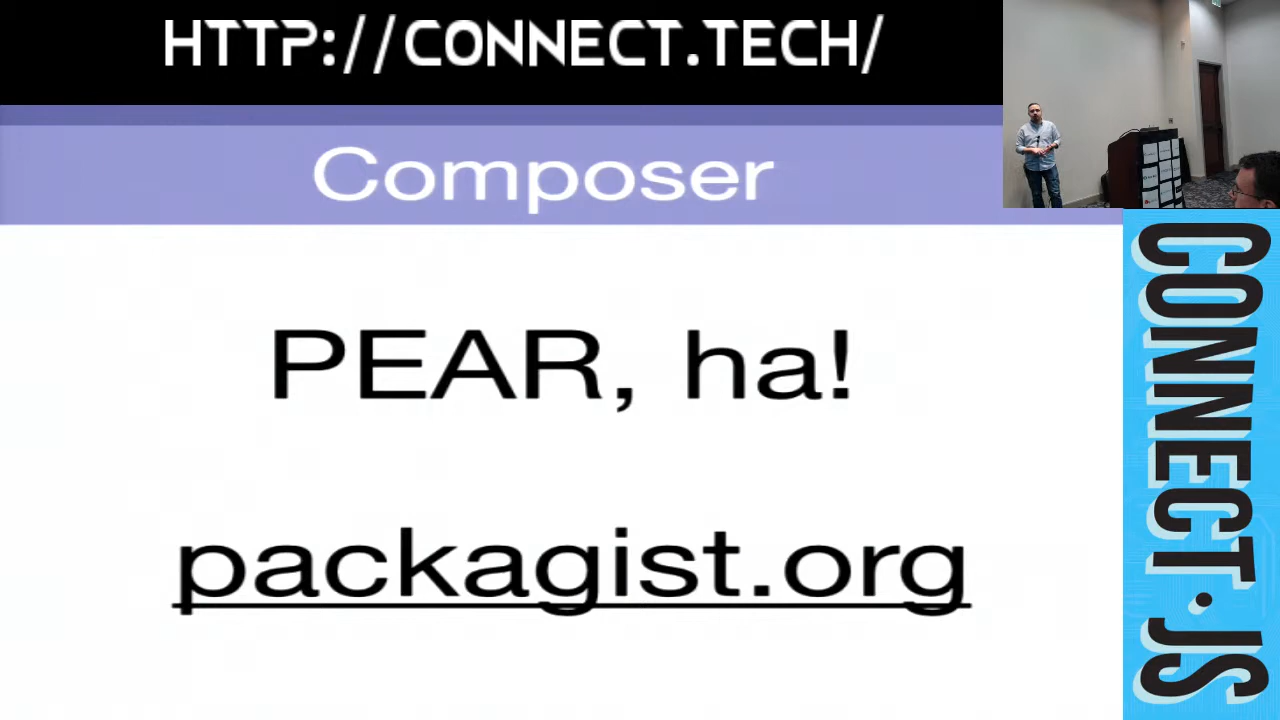 HTTP://CONNECT.TECH/
Composer
PEAR, ha!
packagist.org
CONNECT·JS